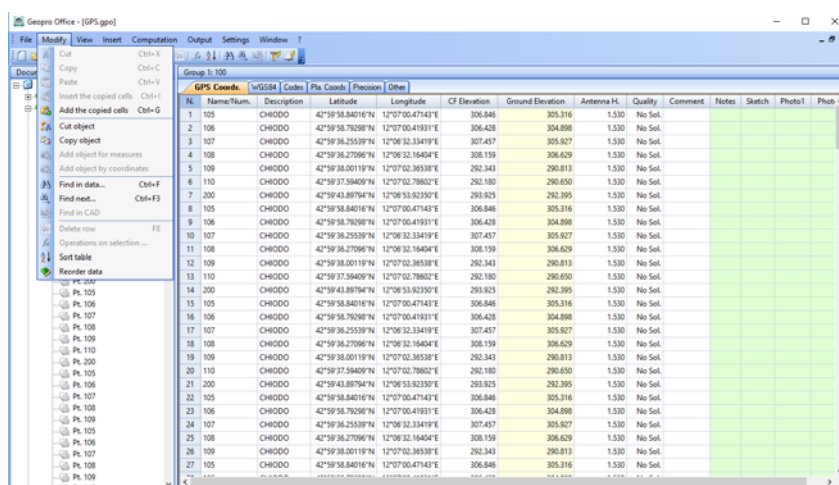 Geopro Office - [GPS.gpo]
File Modify View Insert Computation Output Settings Window ?
Cut Ctrl+X
Copy Ctrl+C
Paste Ctrl+V
Insert the copied cells Ctrl+I
Add the copied cells Ctrl+G
Cut object
Copy object
Add object for measures
Add object by coordinates
Find in data... Ctrl+F
Find next... Ctrl+F3
Find in CAD
Delete row F8
Operations on selection ...
Sort table
Reorder data
Docu
Pt. 200
Pt. 105
Pt. 106
Pt. 107
Pt. 108
Pt. 109
Pt. 110
Pt. 200
Pt. 105
Pt. 106
Pt. 107
Pt. 108
Pt. 109
Pt. 105
Pt. 106
Pt. 107
Pt. 108
Pt. 109
Group 1: 100
GPS Coords. WGS84 Codes Pla. Coords Precision Other
N. Name/Num. Description Latitude Longitude CF Elevation Ground Elevation Antenna H. Quality Comment Notes Sketch Photo1 Phot
1 105 CHIODO 42°59'58.84016"N 12°07'00.47143"E 306.846 305.316 1.530 No Sol.
2 106 CHIODO 42°59'58.79298"N 12°07'00.41931"E 306.428 304.898 1.530 No Sol.
3 107 CHIODO 42°59'36.25539"N 12°06'32.33419"E 307.457 305.927 1.530 No Sol.
4 108 CHIODO 42°59'36.27096"N 12°06'32.16404"E 308.159 306.629 1.530 No Sol.
5 109 CHIODO 42°59'38.00119"N 12°07'02.36538"E 292.343 290.813 1.530 No Sol.
6 110 CHIODO 42°59'37.59409"N 12°07'02.78602"E 292.180 290.650 1.530 No Sol.
7 200 CHIODO 42°59'43.89794"N 12°06'53.92350"E 293.925 292.395 1.530 No Sol.
8 105 CHIODO 42°59'58.84016"N 12°07'00.47143"E 306.846 305.316 1.530 No Sol.
9 106 CHIODO 42°59'58.79298"N 12°07'00.41931"E 306.428 304.898 1.530 No Sol.
10 107 CHIODO 42°59'36.25539"N 12°06'32.33419"E 307.457 305.927 1.530 No Sol.
11 108 CHIODO 42°59'36.27096"N 12°06'32.16404"E 308.159 306.629 1.530 No Sol.
12 109 CHIODO 42°59'38.00119"N 12°07'02.36538"E 292.343 290.813 1.530 No Sol.
13 110 CHIODO 42°59'37.59409"N 12°07'02.78602"E 292.180 290.650 1.530 No Sol.
14 200 CHIODO 42°59'43.89794"N 12°06'53.92350"E 293.925 292.395 1.530 No Sol.
15 105 CHIODO 42°59'58.84016"N 12°07'00.47143"E 306.846 305.316 1.530 No Sol.
16 106 CHIODO 42°59'58.79298"N 12°07'00.41931"E 306.428 304.898 1.530 No Sol.
17 107 CHIODO 42°59'36.25539"N 12°06'32.33419"E 307.457 305.927 1.530 No Sol.
18 108 CHIODO 42°59'36.27096"N 12°06'32.16404"E 308.159 306.629 1.530 No Sol.
19 109 CHIODO 42°59'38.00119"N 12°07'02.36538"E 292.343 290.813 1.530 No Sol.
20 110 CHIODO 42°59'37.59409"N 12°07'02.78602"E 292.180 290.650 1.530 No Sol.
21 200 CHIODO 42°59'43.89794"N 12°06'53.92350"E 293.925 292.395 1.530 No Sol.
22 105 CHIODO 42°59'58.84016"N 12°07'00.47143"E 306.846 305.316 1.530 No Sol.
23 106 CHIODO 42°59'58.79298"N 12°07'00.41931"E 306.428 304.898 1.530 No Sol.
24 107 CHIODO 42°59'36.25539"N 12°06'32.33419"E 307.457 305.927 1.530 No Sol.
25 108 CHIODO 42°59'36.27096"N 12°06'32.16404"E 308.159 306.629 1.530 No Sol.
26 109 CHIODO 42°59'38.00119"N 12°07'02.36538"E 292.343 290.813 1.530 No Sol.
27 105 CHIODO 42°59'58.84016"N 12°07'00.47143"E 306.846 305.316 1.530 No Sol.